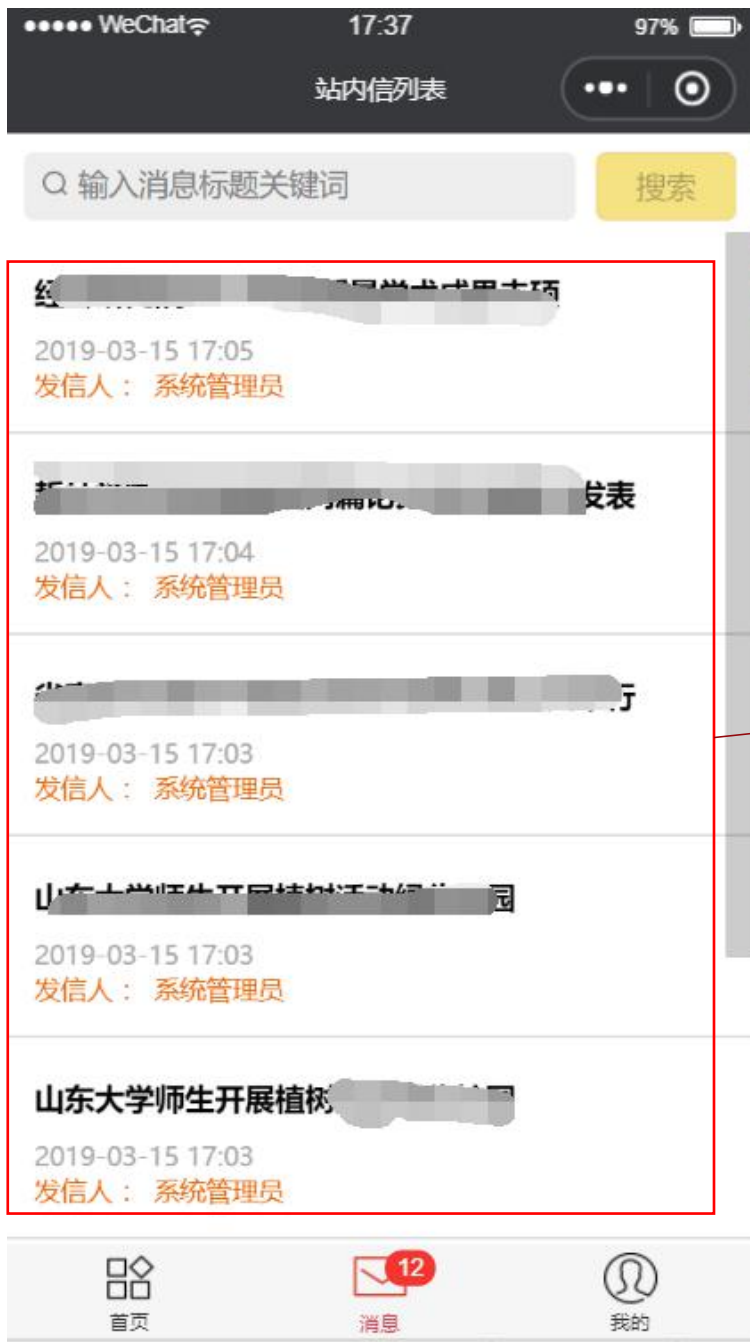 WeChat 17:37 97%
站内信列表
输入消息标题关键词 搜索
2019-03-15 17:05
发信人： 系统管理员
发表
2019-03-15 17:04
发信人： 系统管理员
行
2019-03-15 17:03
发信人： 系统管理员
山东大学师生开展植树活动绿 园
2019-03-15 17:03
发信人： 系统管理员
山东大学师生开展植树 园
2019-03-15 17:03
发信人： 系统管理员
12
首页 消息 我的